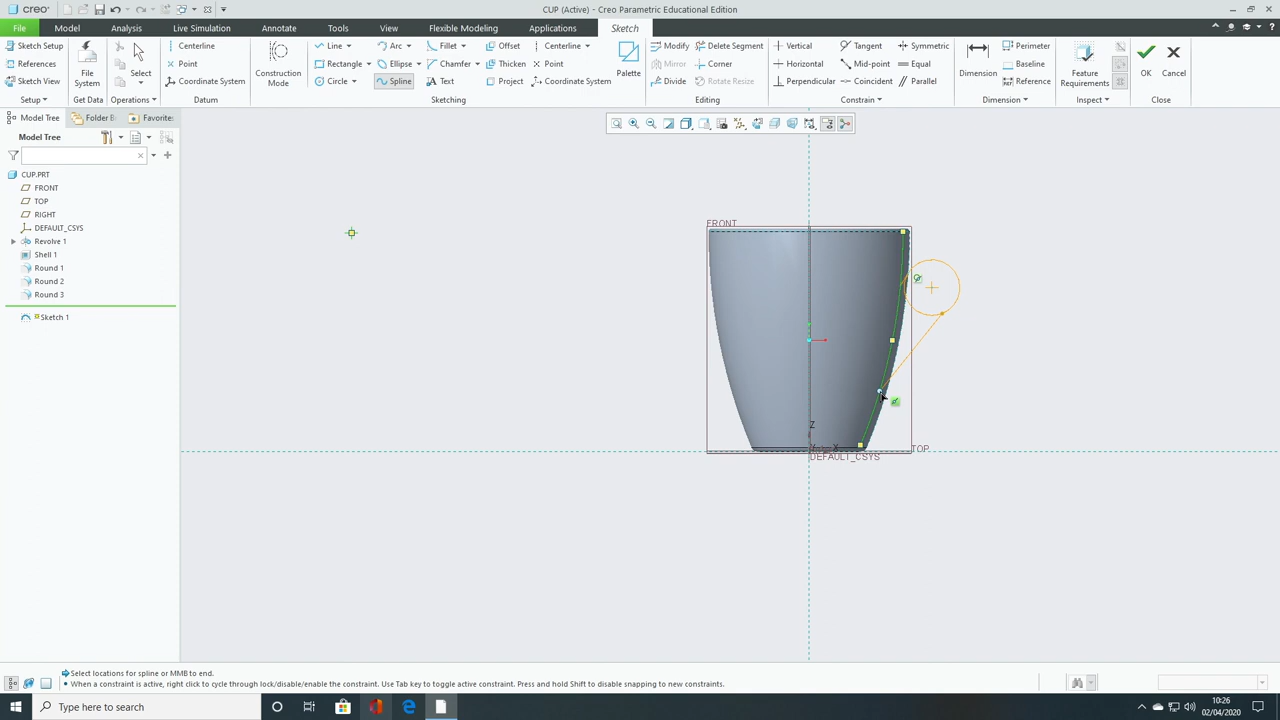 creo
CUP (Active) - Creo Parametric Educational Edition
File Model Analysis Live Simulation Annotate Tools View Flexible Modeling Applications Sketch
Sketch Setup
References
Sketch View
Setup
File System
Get Data
Select
Operations
Centerline
Point
Coordinate System
Datum
Construction Mode
Line Arc Fillet Offset Centerline
Rectangle Ellipse Chamfer Thicken Point
Circle Spline Text Project Coordinate System
Palette
Sketching
Modify Delete Segment
Mirror Corner
Divide Rotate Resize
Editing
Vertical Tangent Symmetric
Horizontal Mid-point Equal
Perpendicular Coincident Parallel
Constrain
Dimension
Perimeter
Baseline
Reference
Dimension
Feature Requirements
Inspect
OK
Cancel
Close
Model Tree Folder B Favorite:
Model Tree
CUP.PRT
FRONT
TOP
RIGHT
DEFAULT_CSYS
Revolve 1
Shell 1
Round 1
Round 2
Round 3
Sketch 1
FRONT
Z
X
TOP
DEFAULT_CSYS
Select locations for spline or MMB to end.
When a constraint is active, right click to cycle through lock/disable/enable the constraint. Use Tab key to toggle active constraint. Press and hold Shift to disable snapping to new constraints.
Type here to search
10:26
02/04/2020